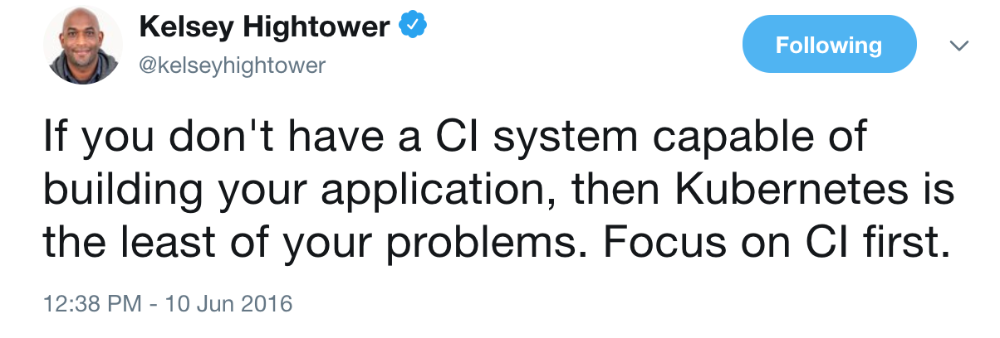 Kelsey Hightower
@kelseyhightower
Following
If you don't have a CI system capable of
building your application, then Kubernetes is
the least of your problems. Focus on CI first.
12:38 PM - 10 Jun 2016